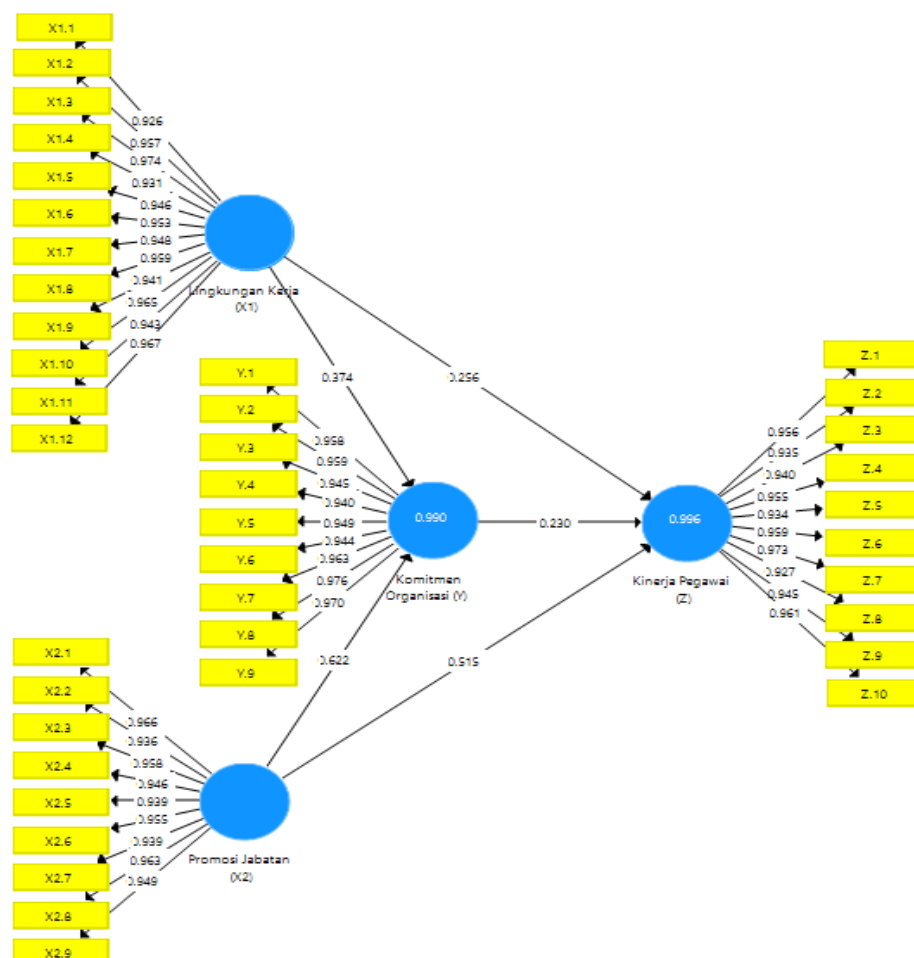 X1.1
X1.2
X1.3
X1.4
X1.5
X1.6
X1.7
X1.8
X1.9
X1.10
X1.11
X1.12
0.926
0.957
0.974
0.931
0.946
0.953
0.948
0.959
0.941
0.965
0.943
0.967
Lingkungan Kerja
(X1)
0.374
0.256
Y.1
Y.2
Y.3
Y.4
Y.5
Y.6
Y.7
Y.8
Y.9
0.958
0.959
0.945
0.940
0.949
0.944
0.963
0.976
0.970
0.990
Komitmen
Organisasi (Y)
0.230
0.622
0.515
0.996
Kinerja Pegawai
(Z)
0.956
0.935
0.940
0.955
0.934
0.959
0.973
0.927
0.945
0.961
Z.1
Z.2
Z.3
Z.4
Z.5
Z.6
Z.7
Z.8
Z.9
Z.10
X2.1
X2.2
X2.3
X2.4
X2.5
X2.6
X2.7
X2.8
X2.9
0.966
0.936
0.958
0.946
0.939
0.955
0.939
0.963
0.949
Promosi Jabatan
(X2)